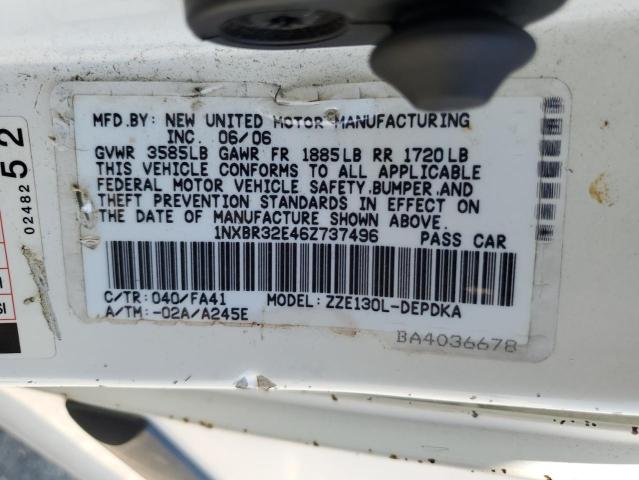 MFD.BY: NEW UNITED MOTOR MANUFACTURING
INC. 06/06
GVWR 3585LB GAWR FR 1885LB RR 1720LB
THIS VEHICLE CONFORMS TO ALL APPLICABLE
FEDERAL MOTOR VEHICLE SAFETY,BUMPER,AND
THEFT PREVENTION STANDARDS IN EFFECT ON
THE DATE OF MANUFACTURE SHOWN ABOVE.
1NXBR32E46Z737496 PASS CAR
C/TR: 040/FA41 MODEL: ZZE130L-DEPDKA
A/TM: -02A/A245E
BA4036678
52
02482